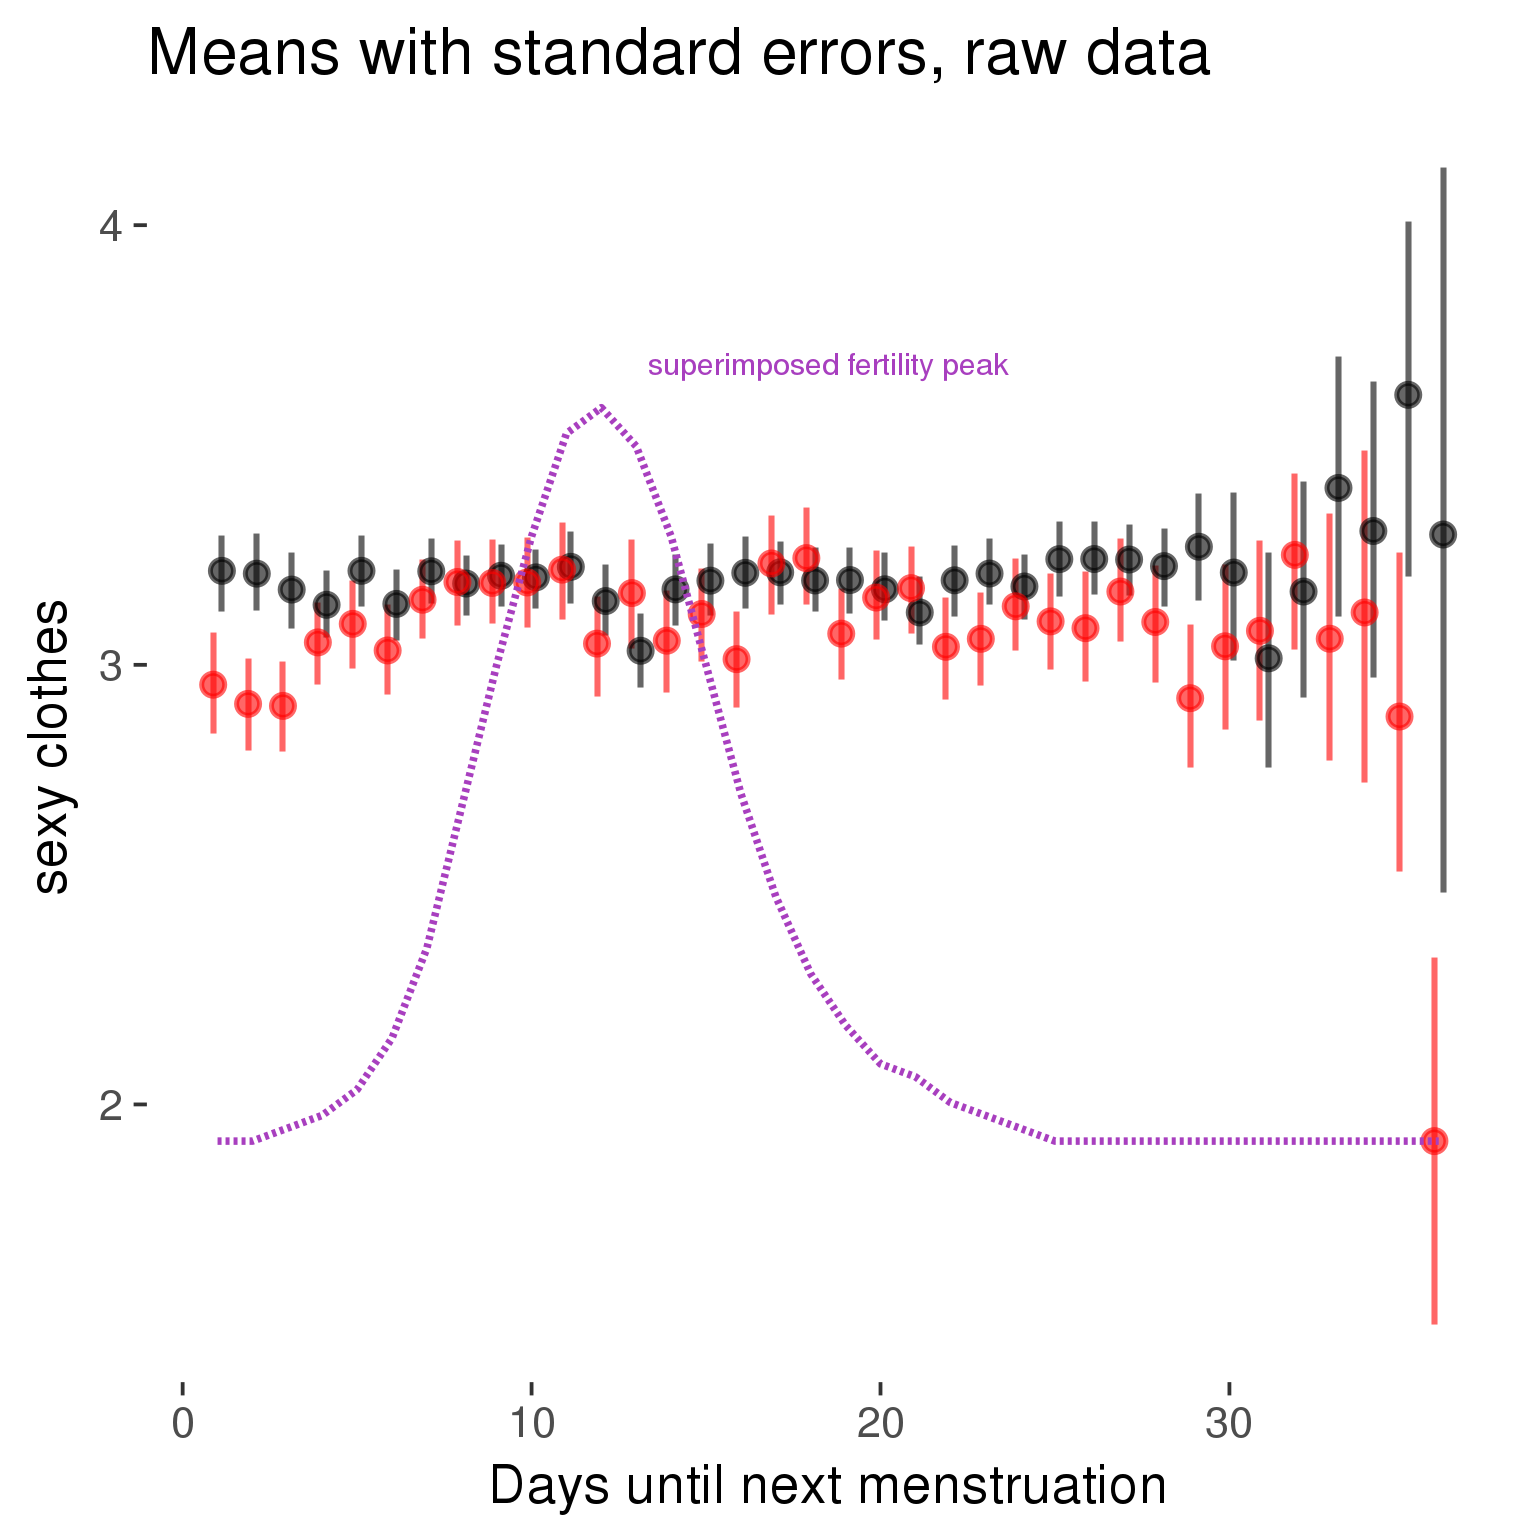 Means with standard errors, raw data
4
superimposed fertility peak
3
sexy clothes
2
0 10 20 30
Days until next menstruation